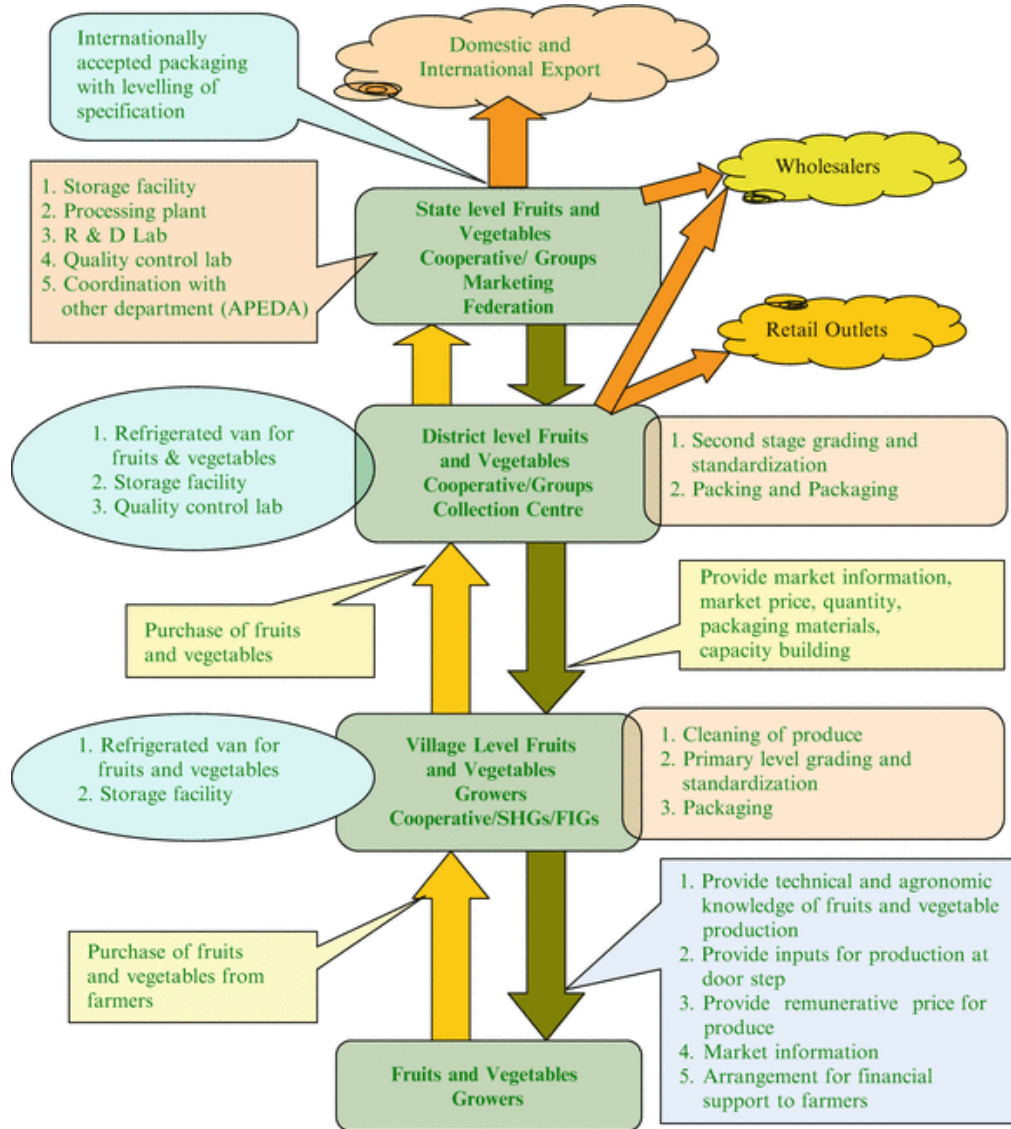 Internationally
accepted packaging
with levelling of
specification
Domestic and
International Export
Wholesalers
1. Storage facility
2. Processing plant
3. R & D Lab
4. Quality control lab
5. Coordination with
other department (APEDA)
State level Fruits and
Vegetables
Cooperative/ Groups
Marketing
Federation
Retail Outlets
1. Refrigerated van for
fruits & vegetables
2. Storage facility
3. Quality control lab
District level Fruits
and Vegetables
Cooperative/Groups
Collection Centre
1. Second stage grading and
standardization
2. Packing and Packaging
Purchase of fruits
and vegetables
Provide market information,
market price, quantity,
packaging materials,
capacity building
1. Refrigerated van for
fruits and vegetables
2. Storage facility
Village Level Fruits
and Vegetables
Growers
Cooperative/SHGs/FIGs
1. Cleaning of produce
2. Primary level grading and
standardization
3. Packaging
Purchase of fruits
and vegetables from
farmers
1. Provide technical and agronomic
knowledge of fruits and vegetable
production
2. Provide inputs for production at
door step
3. Provide remunerative price for
produce
4. Market information
5. Arrangement for financial
support to farmers
Fruits and Vegetables
Growers